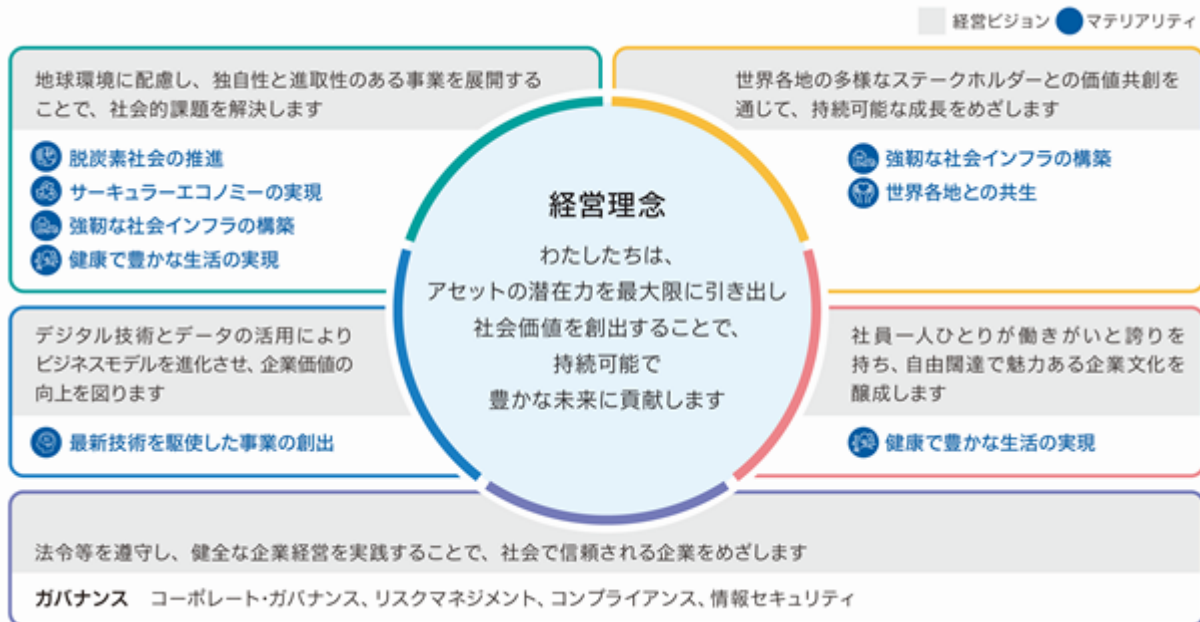 経営ビジョン マテリアリティ
地球環境に配慮し、独自性と進取性のある事業を展開する
ことで、社会的課題を解決します
脱炭素社会の推進
サーキュラーエコノミーの実現
強靭な社会インフラの構築
健康で豊かな生活の実現
世界各地の多様なステークホルダーとの価値共創を
通じて、持続可能な成長をめざします
強靭な社会インフラの構築
世界各地との共生
経営理念
わたしたちは、
アセットの潜在力を最大限に引き出し
社会価値を創出することで、
持続可能で
豊かな未来に貢献します
デジタル技術とデータの活用により
ビジネスモデルを進化させ、企業価値の
向上を図ります
最新技術を駆使した事業の創出
社員一人ひとりが働きがいと誇りを
持ち、自由闊達で魅力ある企業文化を
醸成します
健康で豊かな生活の実現
法令等を遵守し、健全な企業経営を実践することで、社会で信頼される企業をめざします
ガバナンス コーポレート・ガバナンス、リスクマネジメント、コンプライアンス、情報セキュリティ